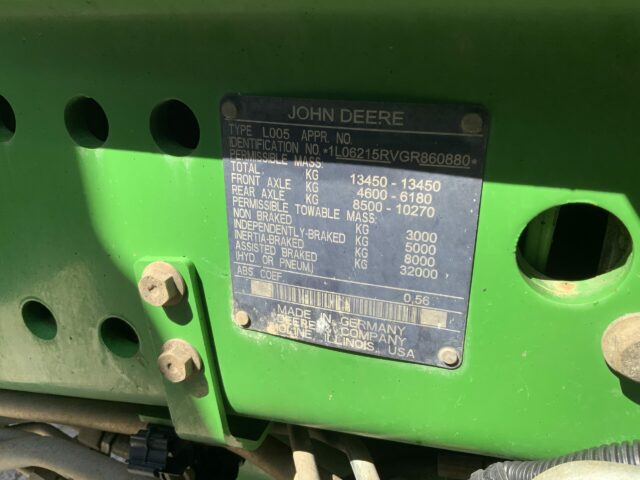 JOHN DEERE
TYPE L005 APPR. NO.
IDENTIFICATION NO. *1L06215RVGR860880*
PERMISSIBLE MASS:
TOTAL KG 13450 - 13450
FRONT AXLE KG 4600 - 6180
REAR AXLE KG 8500 - 10270
PERMISSIBLE TOWABLE MASS:
NON BRAKED KG 3000
INDEPENDENTLY-BRAKED KG 5000
INERTIA-BRAKED KG 8000
ASSISTED BRAKED KG 32000
(HYD. OR PNEUM.)
ABS COEF 0,56
MADE IN GERMANY
DEERE & COMPANY
MOLINE, ILLINOIS, USA